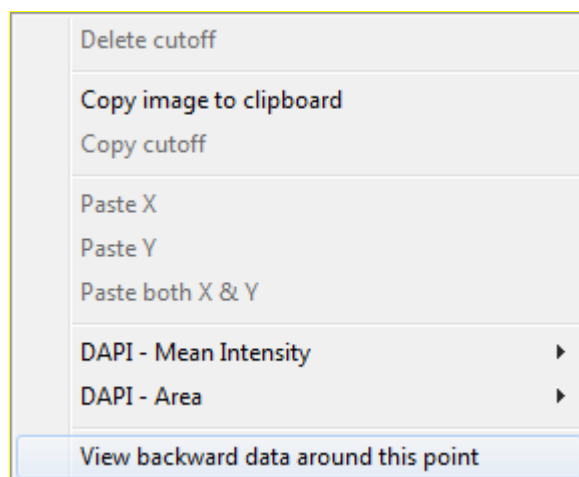 Delete cutoff
Copy image to clipboard
Copy cutoff
Paste X
Paste Y
Paste both X & Y
DAPI - Mean Intensity
DAPI - Area
View backward data around this point